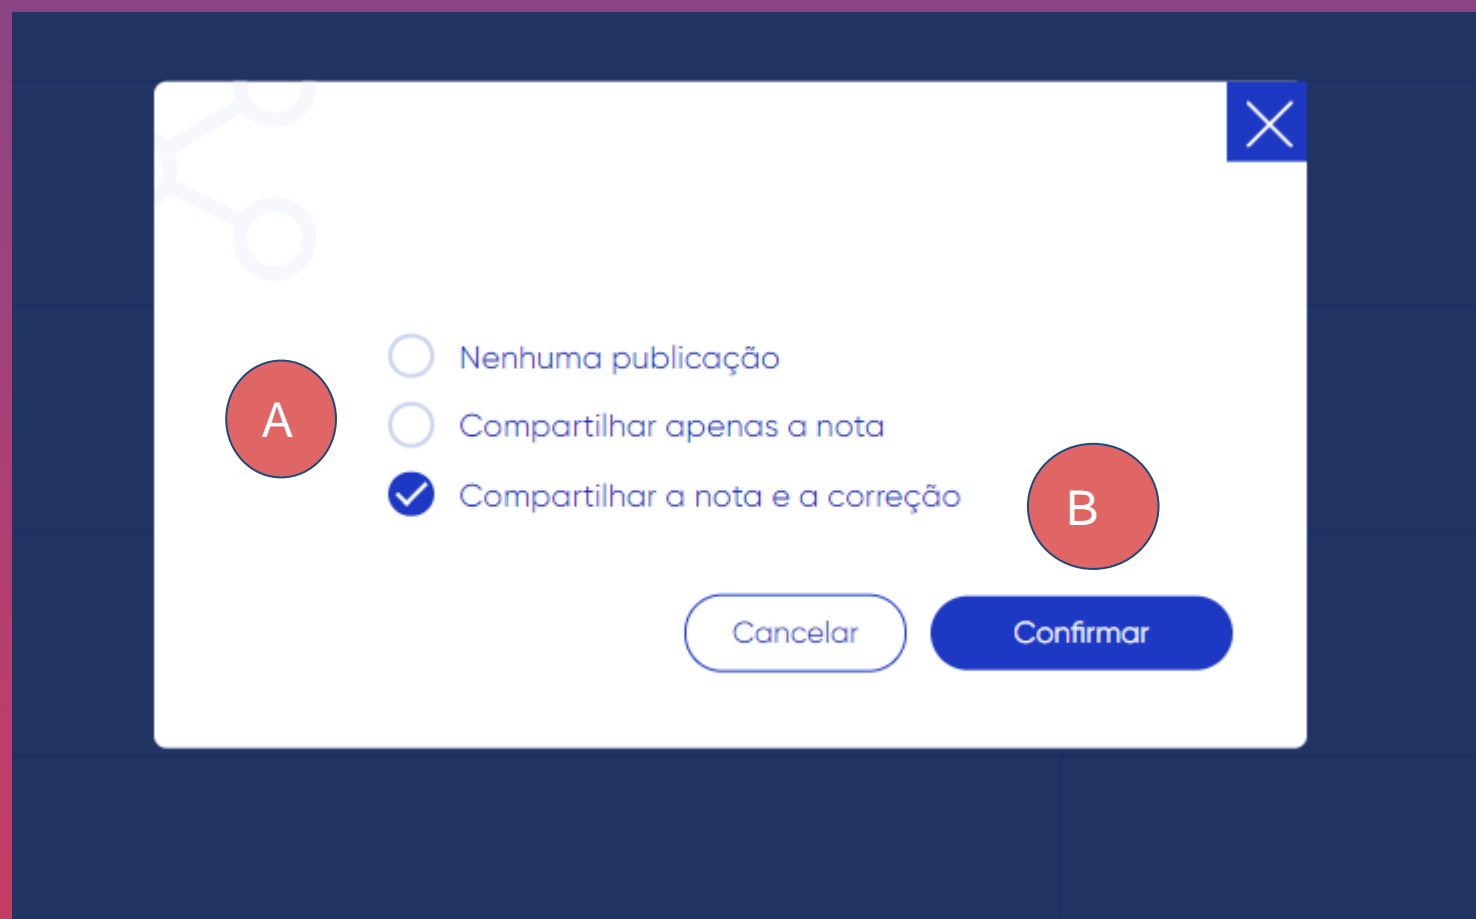 Nenhuma publicação
A
Compartilhar apenas a nota
Compartilhar a nota e a correção
B
Cancelar
Confirmar